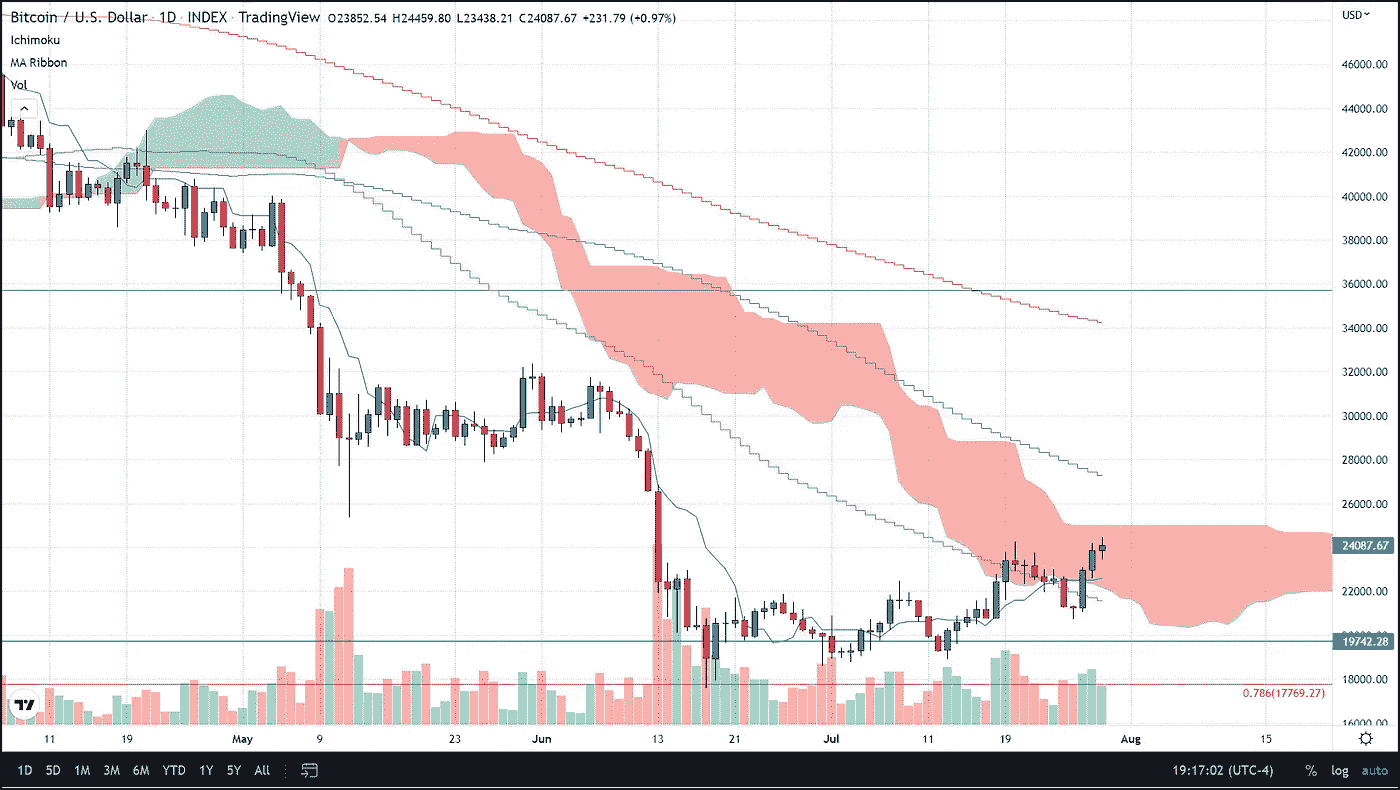 Bitcoin / U.S. Dollar · 1D · INDEX · TradingView O23852.54 H24459.80 L23438.21 C24087.67 +231.79 (+0.97%)
USD
Ichimoku
MA Ribbon
Vol
46000.00
44000.00
42000.00
40000.00
38000.00
36000.00
34000.00
32000.00
30000.00
28000.00
26000.00
24087.67
22000.00
19742.28
18000.00
0.786(17769.27)
16000.00
11 19 May 9 23 Jun 13 21 Jul 11 19 Aug 15
1D 5D 1M 3M 6M YTD 1Y 5Y All 19:17:02 (UTC-4) % log auto